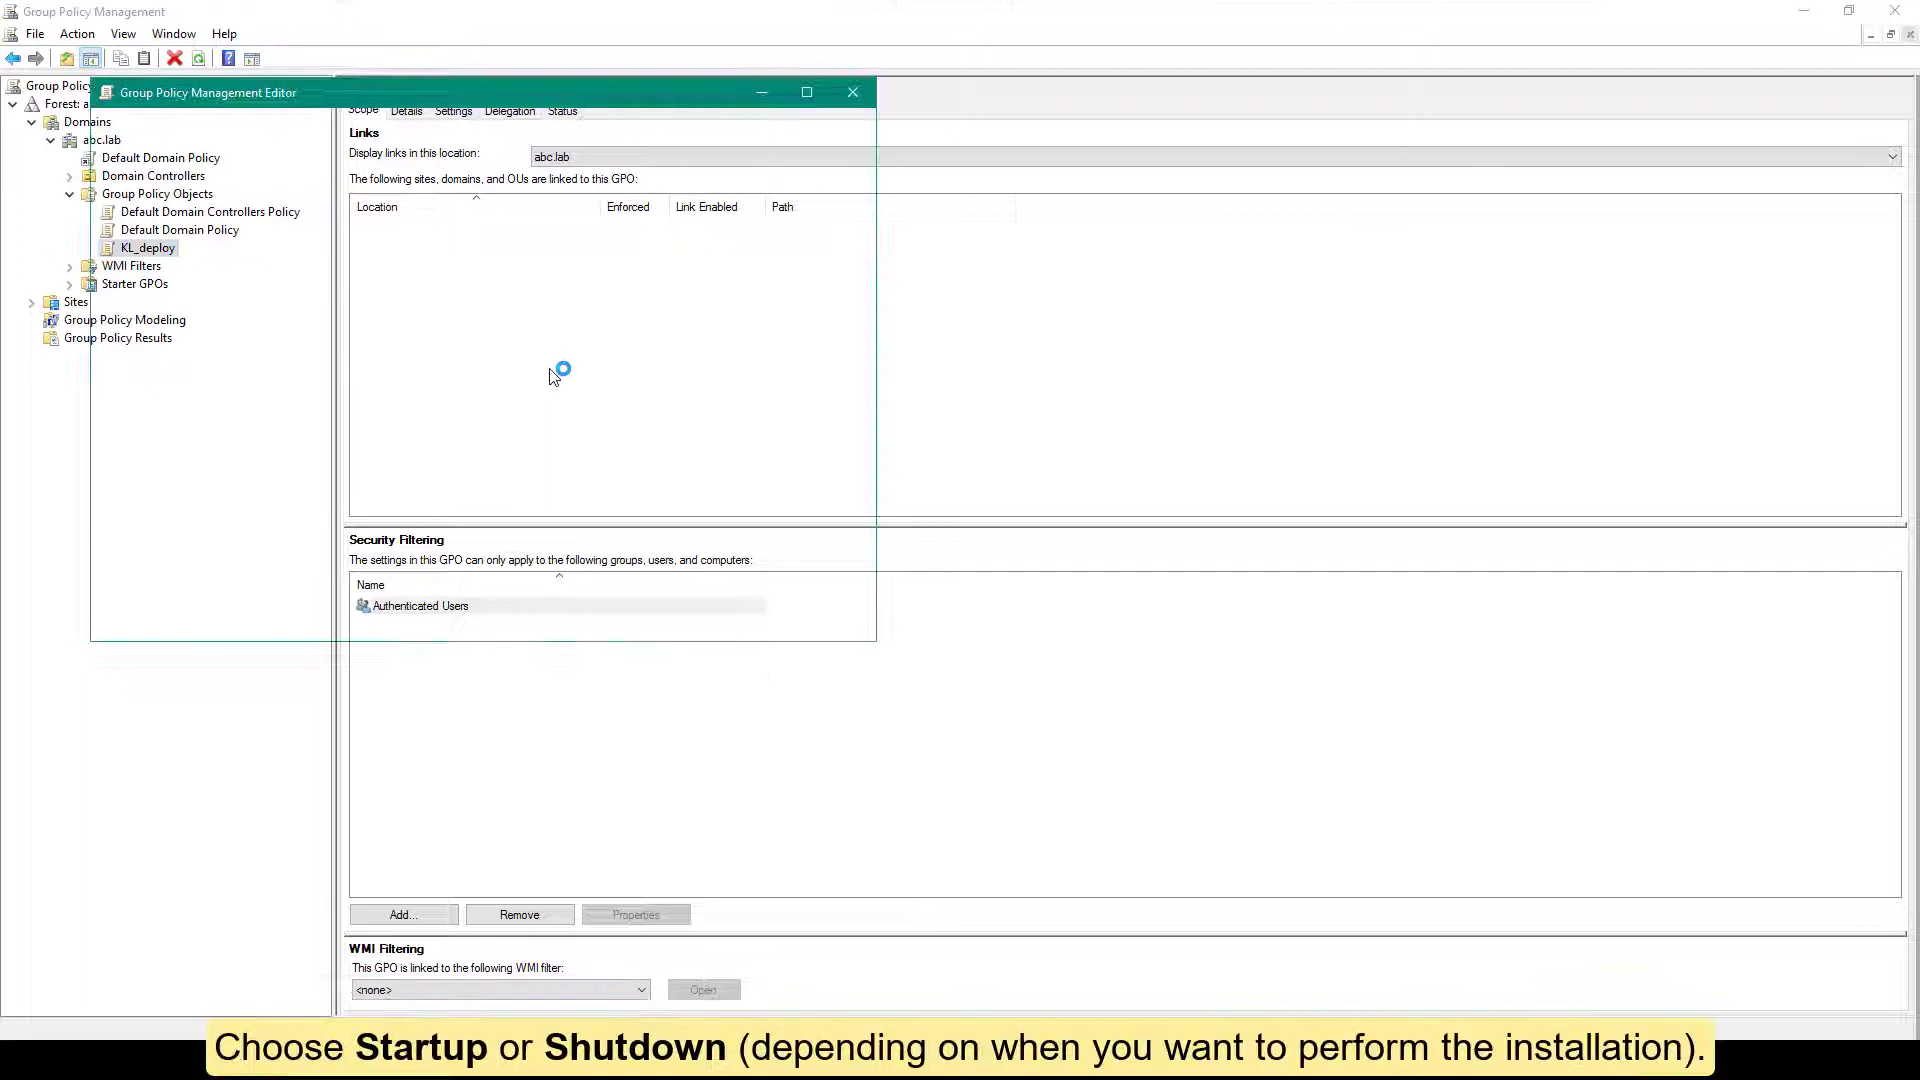 Group Policy Management
File Action View Window Help
Group Policy Management Editor
Group Policy
Forest: a
Domains
abc.lab
Default Domain Policy
Domain Controllers
Group Policy Objects
Default Domain Controllers Policy
Default Domain Policy
KL_deploy
WMI Filters
Starter GPOs
Sites
Group Policy Modeling
Group Policy Results
Scope Details Settings Delegation Status
Links
Display links in this location:
abc.lab
The following sites, domains, and OUs are linked to this GPO:
Location Enforced Link Enabled Path
Security Filtering
The settings in this GPO can only apply to the following groups, users, and computers:
Name
Authenticated Users
Add... Remove Properties
WMI Filtering
This GPO is linked to the following WMI filter:
<none> Open
Choose Startup or Shutdown (depending on when you want to perform the installation).